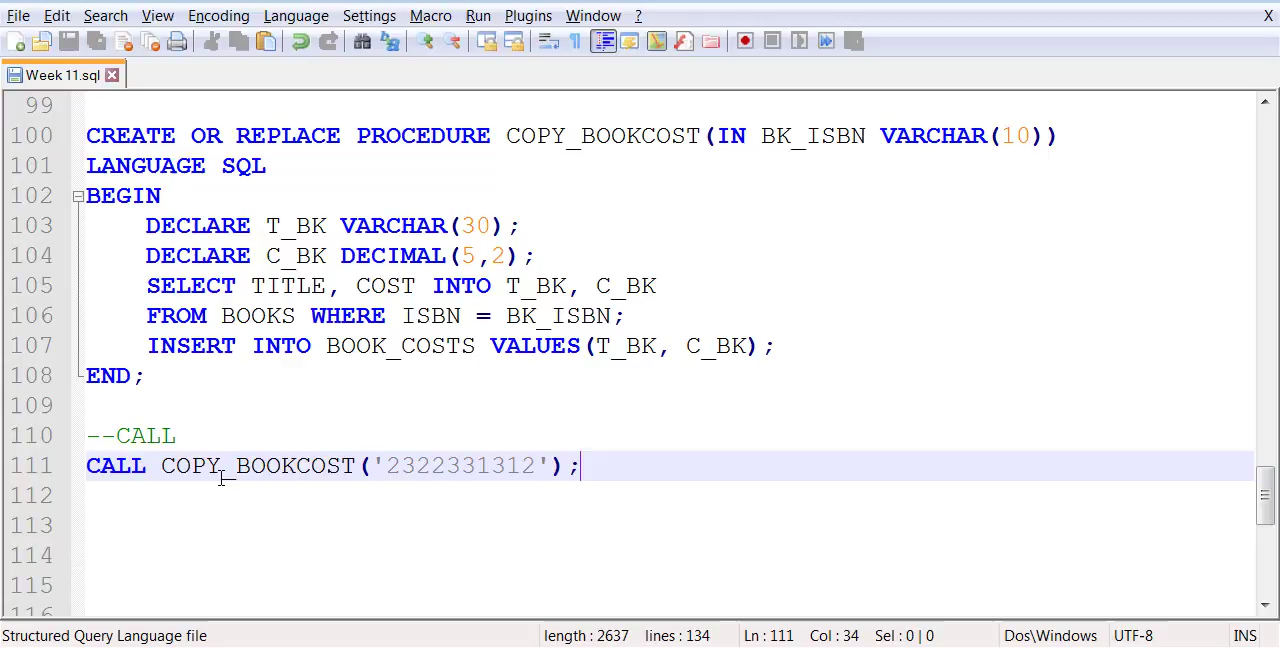 File Edit Search View Encoding Language Settings Macro Run Plugins Window ? X
Week 11.sql
99
100 CREATE OR REPLACE PROCEDURE COPY_BOOKCOST(IN BK_ISBN VARCHAR(10))
101 LANGUAGE SQL
102 BEGIN
103 DECLARE T_BK VARCHAR(30);
104 DECLARE C_BK DECIMAL(5,2);
105 SELECT TITLE, COST INTO T_BK, C_BK
106 FROM BOOKS WHERE ISBN = BK_ISBN;
107 INSERT INTO BOOK_COSTS VALUES(T_BK, C_BK);
108 END;
109
110 --CALL
111 CALL COPY_BOOKCOST('2322331312');
112
113
114
115
116
Structured Query Language file length : 2637 lines : 134 Ln : 111 Col : 34 Sel : 0 | 0 Dos\Windows UTF-8 INS